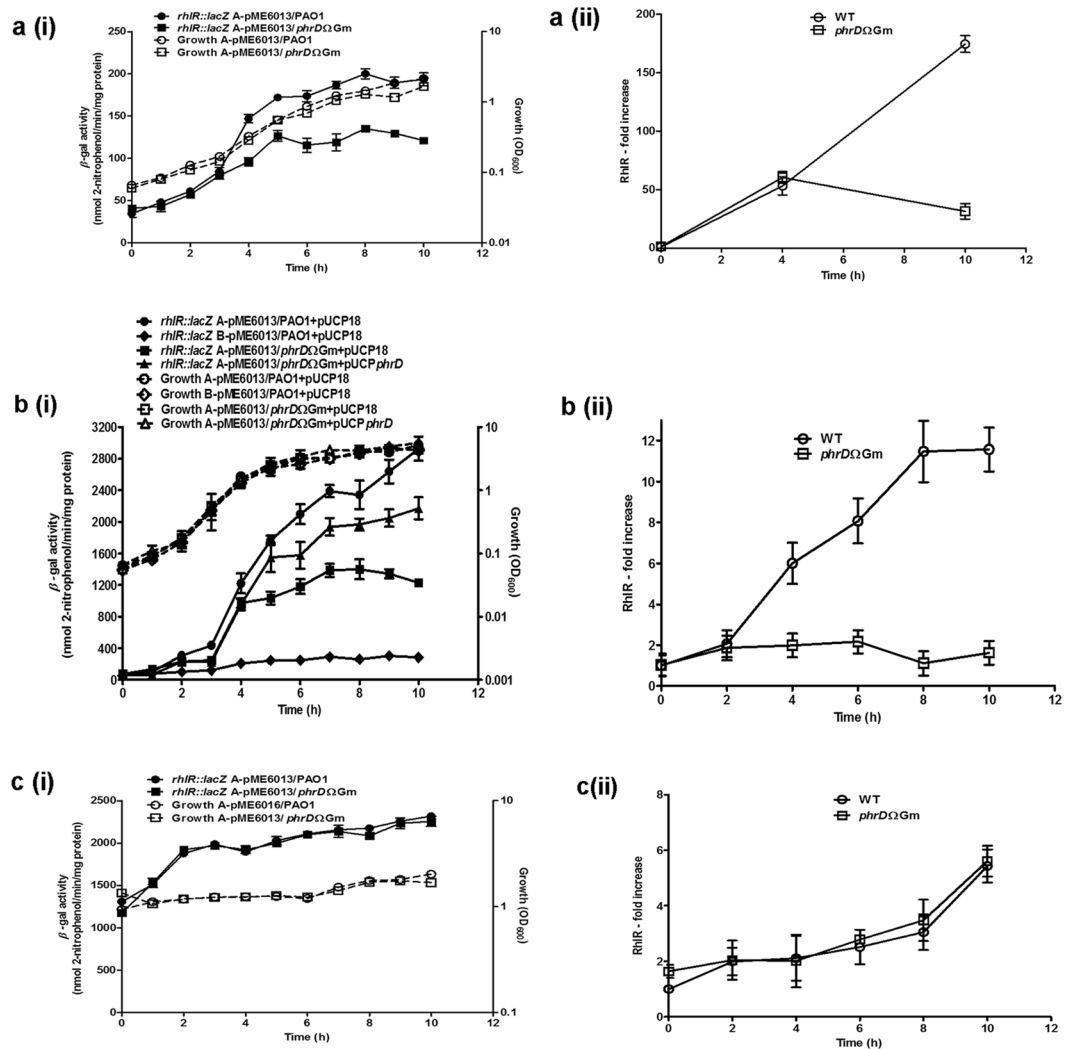 a (i)
rhlR::lacZ A-pME6013/PAO1
rhlR::lacZ A-pME6013/phrDΩGm
Growth A-pME6013/PAO1
Growth A-pME6013/phrDΩGm
β-gal activity
(nmol 2-nitrophenol/min/mg protein)
200
150
100
50
0
10
1
0.1
0.01
Growth (OD600)
0 2 4 6 8 10 12
Time (h)
a (ii)
WT
phrDΩGm
RhlR - fold increase
200
150
100
50
0
0 2 4 6 8 10 12
Time (h)
b (i)
rhlR::lacZ A-pME6013/PAO1+pUCP18
rhlR::lacZ B-pME6013/PAO1+pUCP18
rhlR::lacZ A-pME6013/phrDΩGm+pUCP18
rhlR::lacZ A-pME6013/phrDΩGm+pUCPphrD
Growth A-pME6013/PAO1+pUCP18
Growth B-pME6013/PAO1+pUCP18
Growth A-pME6013/phrDΩGm+pUCP18
Growth A-pME6013/phrDΩGm+pUCPphrD
β-gal activity
(nmol 2-nitrophenol/min/mg protein)
3200
2800
2400
2000
1600
1200
800
400
0
10
1
0.1
0.01
0.001
Growth (OD600)
0 2 4 6 8 10 12
Time (h)
b (ii)
WT
phrDΩGm
RhlR - fold increase
12
10
8
6
4
2
0
0 2 4 6 8 10 12
Time (h)
c (i)
rhlR::lacZ A-pME6013/PAO1
rhlR::lacZ A-pME6013/phrDΩGm
Growth A-pME6016/PAO1
Growth A-pME6013/phrDΩGm
β-gal activity
(nmol 2-nitrophenol/min/mg protein)
2500
2000
1500
1000
500
0
10
1
0.1
Growth (OD600)
0 2 4 6 8 10 12
Time (h)
c(ii)
WT
phrDΩGm
RhlR - fold increase
6
4
2
0
0 2 4 6 8 10 12
Time (h)